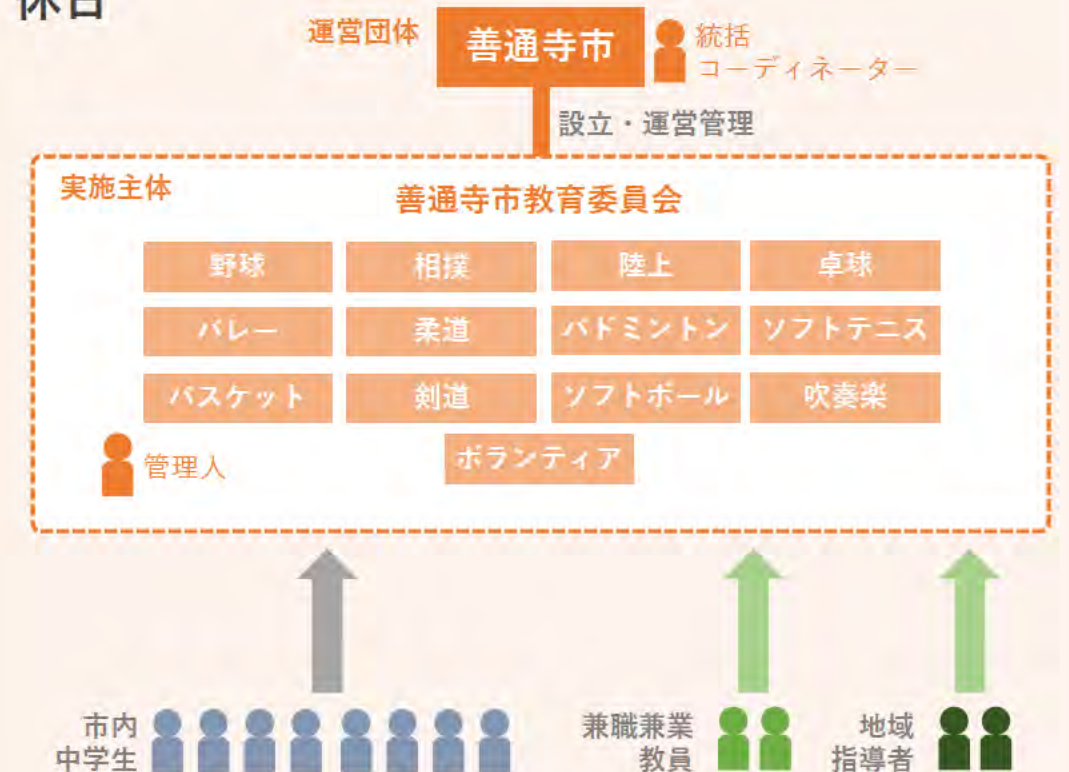 休日
運営団体
善通寺市
統括
コーディネーター
設立・運営管理
実施主体
善通寺市教育委員会
野球 相撲 陸上 卓球
バレー 柔道 バドミントン ソフトテニス
バスケット 剣道 ソフトボール 吹奏楽
管理人
ボランティア
市内
中学生
兼職兼業
教員
地域
指導者